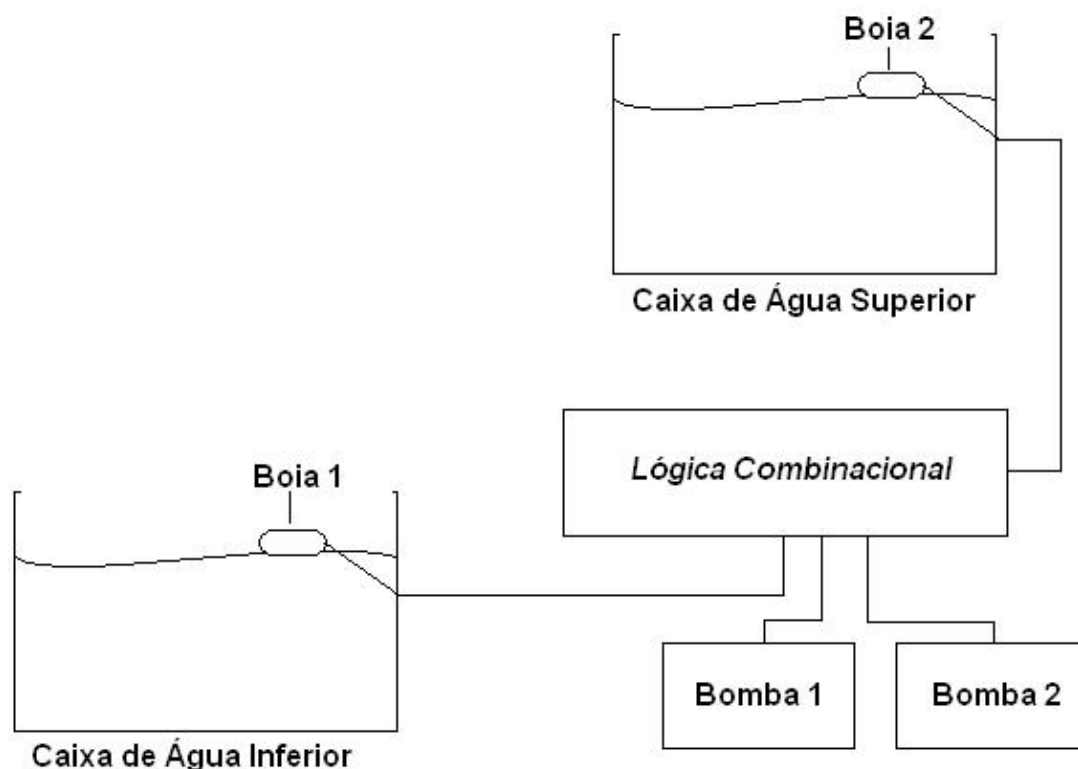 Boia 2
Caixa de Água Superior
Lógica Combinacional
Boia 1
Bomba 1
Bomba 2
Caixa de Água Inferior